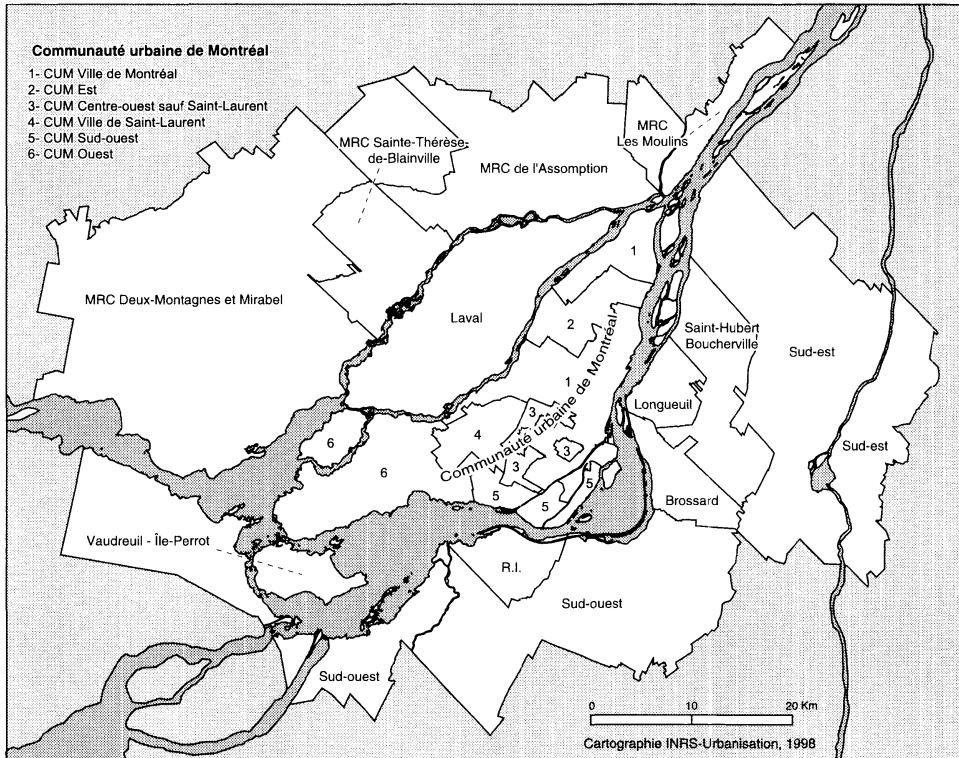 Communauté urbaine de Montréal
1- CUM Ville de Montréal
2- CUM Est
3- CUM Centre-ouest sauf Saint-Laurent
4- CUM Ville de Saint-Laurent
5- CUM Sud-ouest
6- CUM Ouest
MRC Sainte-Thérèse
de-Blainville
MRC
Les Moulins
MRC de l'Assomption
1
MRC Deux-Montagnes et Mirabel
Laval
2
Saint-Hubert
Boucherville
Sud-est
1
Communauté urbaine de Montréal
3
Longueuil
4
6
3
Sud-est
6
3
5
5
5
Brossard
Vaudreuil - Île-Perrot
R.I.
Sud-ouest
Sud-ouest
0 10 20 Km
Cartographie INRS-Urbanisation, 1998